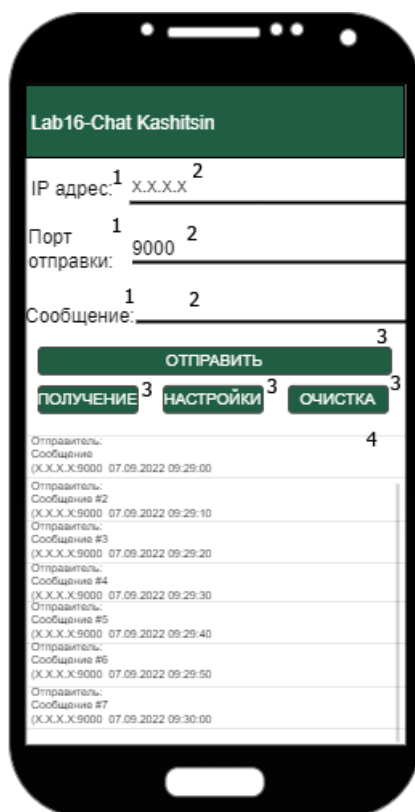 Lab16-Chat Kashitsin
IP адрес: 1 X.X.X.X 2
Порт 1
отправки: 9000 2
Сообщение: 1 2
ОТПРАВИТЬ 3
ПОЛУЧЕНИЕ 3 НАСТРОЙКИ 3 ОЧИСТКА 3
4
Отправитель:
Сообщение
(X.X.X.X:9000 07.09.2022 09:29:00
Отправитель:
Сообщение #2
(X.X.X.X:9000 07.09.2022 09:29:10
Отправитель:
Сообщение #3
(X.X.X.X:9000 07.09.2022 09:29:20
Отправитель:
Сообщение #4
(X.X.X.X:9000 07.09.2022 09:29:30
Отправитель:
Сообщение #5
(X.X.X.X:9000 07.09.2022 09:29:40
Отправитель:
Сообщение #6
(X.X.X.X:9000 07.09.2022 09:29:50
Отправитель:
Сообщение #7
(X.X.X.X:9000 07.09.2022 09:30:00